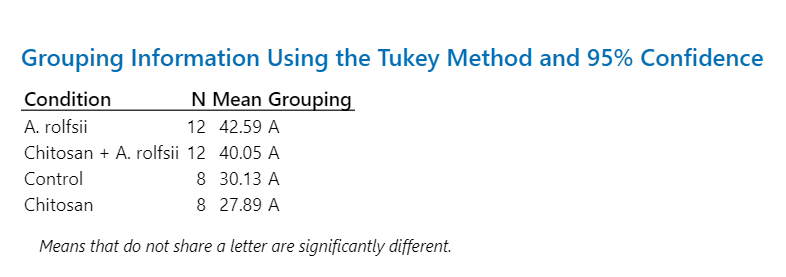 Grouping Information Using the Tukey Method and 95% Confidence
Condition N Mean Grouping
A. rolfsii 12 42.59 A
Chitosan + A. rolfsii 12 40.05 A
Control 8 30.13 A
Chitosan 8 27.89 A
Means that do not share a letter are significantly different.